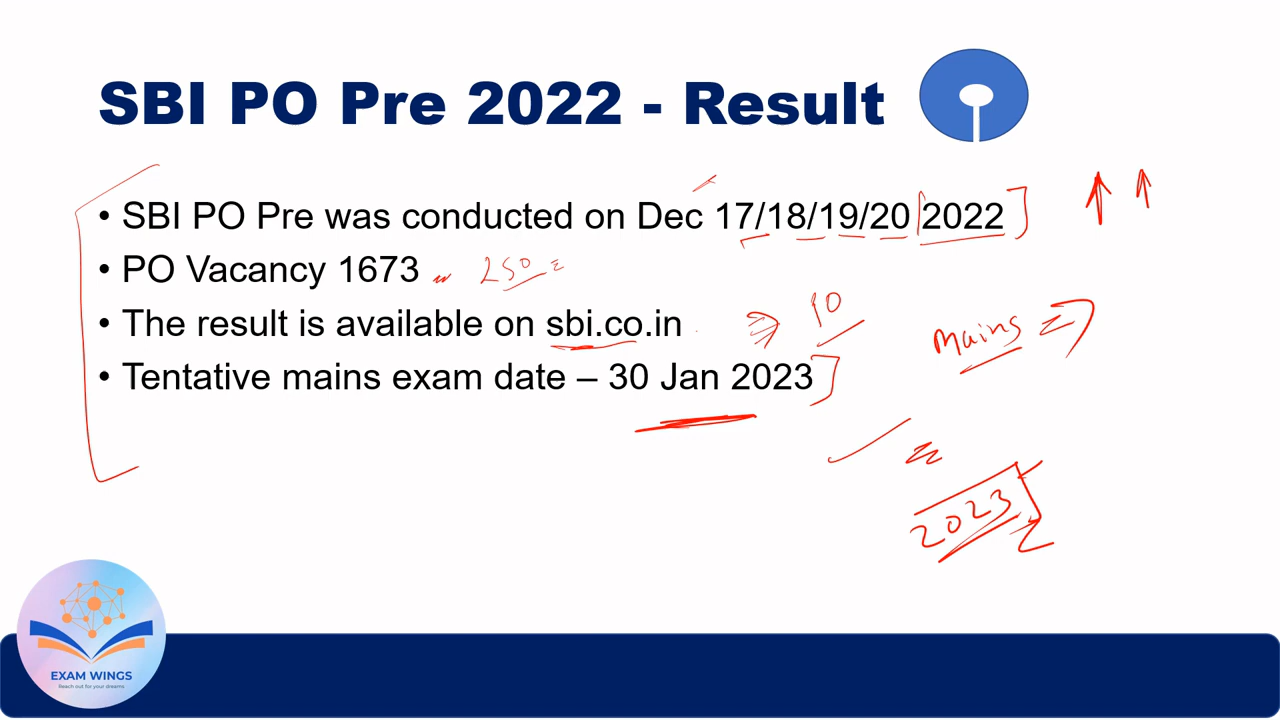 SBI PO Pre 2022 - Result
• SBI PO Pre was conducted on Dec 17/18/19/20 2022
• PO Vacancy 1673 250
• The result is available on sbi.co.in 10
mains
• Tentative mains exam date – 30 Jan 2023
2023
EXAM WINGS
Reach out for your dreams